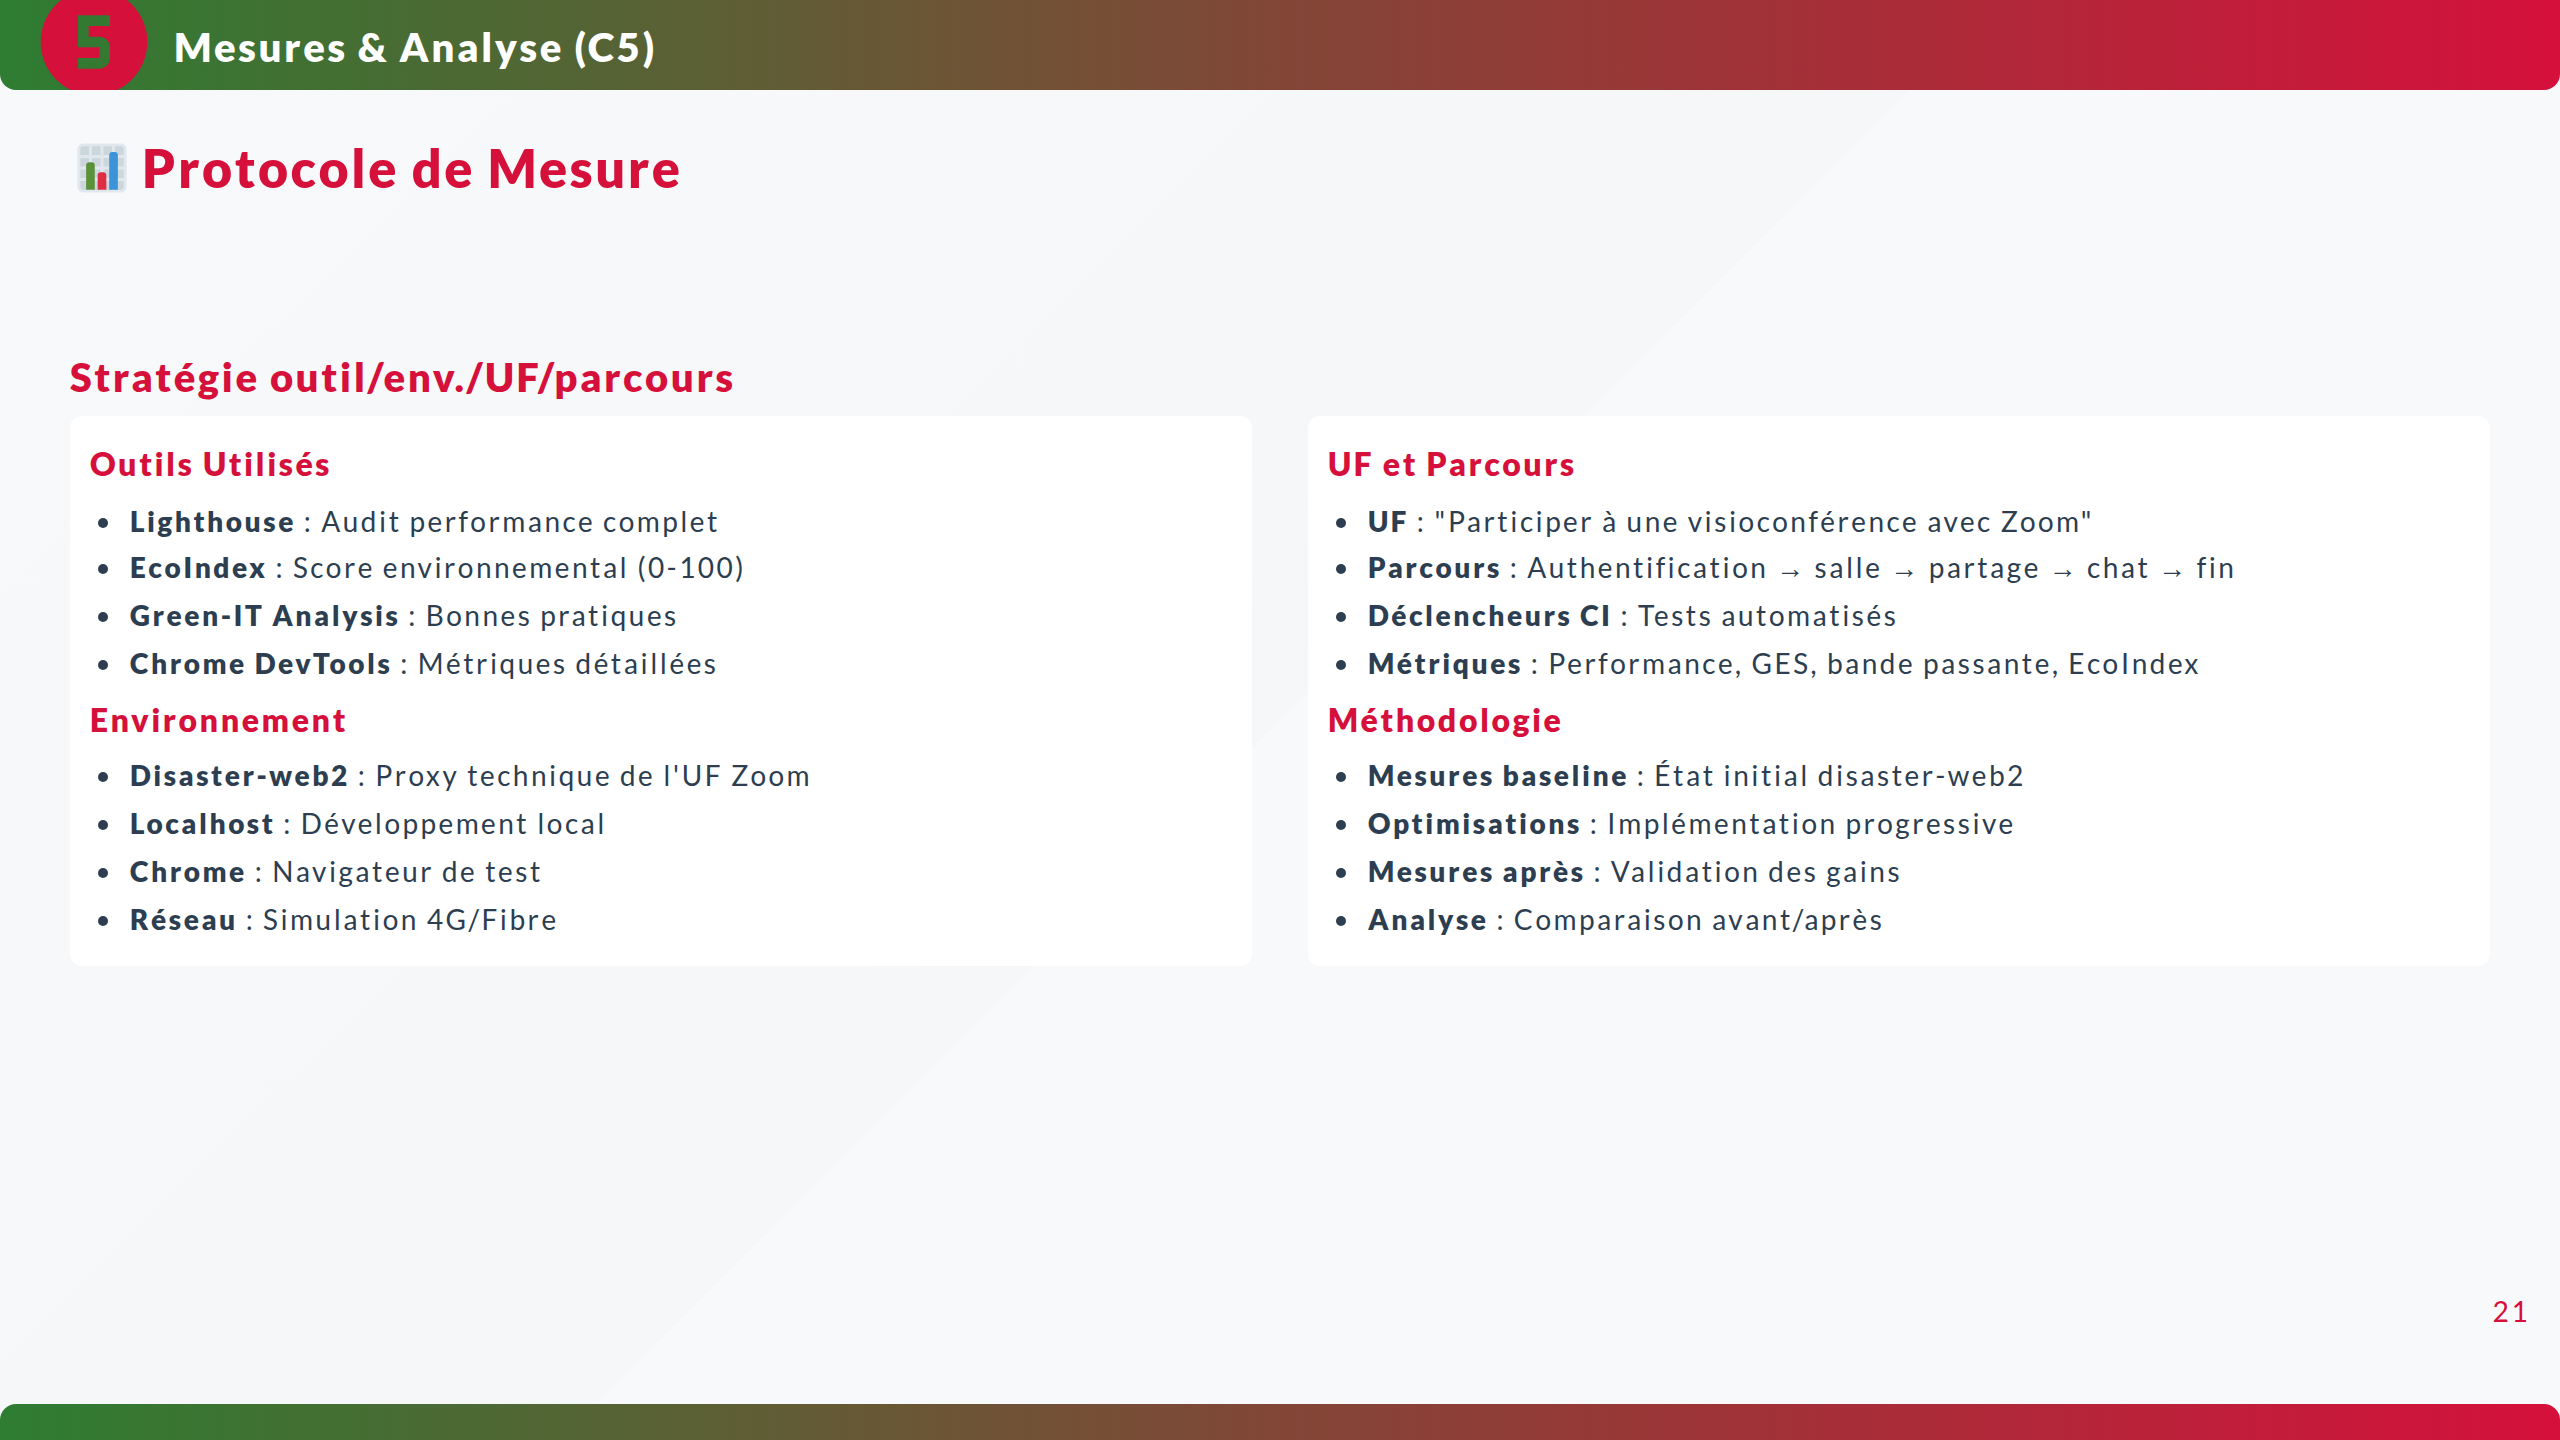 5 Mesures & Analyse (C5)
Protocole de Mesure
Stratégie outil/env./UF/parcours
Outils Utilisés
Lighthouse : Audit performance complet
EcoIndex : Score environnemental (0-100)
Green-IT Analysis : Bonnes pratiques
Chrome DevTools : Métriques détaillées
Environnement
Disaster-web2 : Proxy technique de l'UF Zoom
Localhost : Développement local
Chrome : Navigateur de test
Réseau : Simulation 4G/Fibre
UF et Parcours
UF : "Participer à une visioconférence avec Zoom"
Parcours : Authentification → salle → partage → chat → fin
Déclencheurs CI : Tests automatisés
Métriques : Performance, GES, bande passante, EcoIndex
Méthodologie
Mesures baseline : État initial disaster-web2
Optimisations : Implémentation progressive
Mesures après : Validation des gains
Analyse : Comparaison avant/après
21